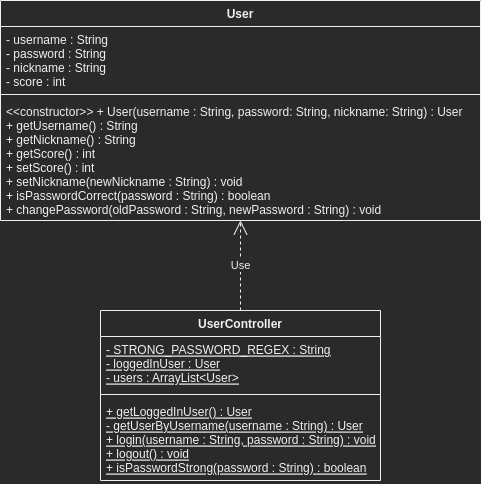 User
- username : String
- password : String
- nickname : String
- score : int
<<constructor>> + User(username : String, password: String, nickname: String) : User
+ getUsername() : String
+ getNickname() : String
+ getScore() : int
+ setScore() : int
+ setNickname(newNickname : String) : void
+ isPasswordCorrect(password : String) : boolean
+ changePassword(oldPassword : String, newPassword : String) : void
Use
UserController
- STRONG_PASSWORD_REGEX : String
- loggedInUser : User
- users : ArrayList<User>
+ getLoggedInUser() : User
- getUserByUsername(username : String) : User
+ login(username : String, password : String) : void
+ logout() : void
+ isPasswordStrong(password : String) : boolean